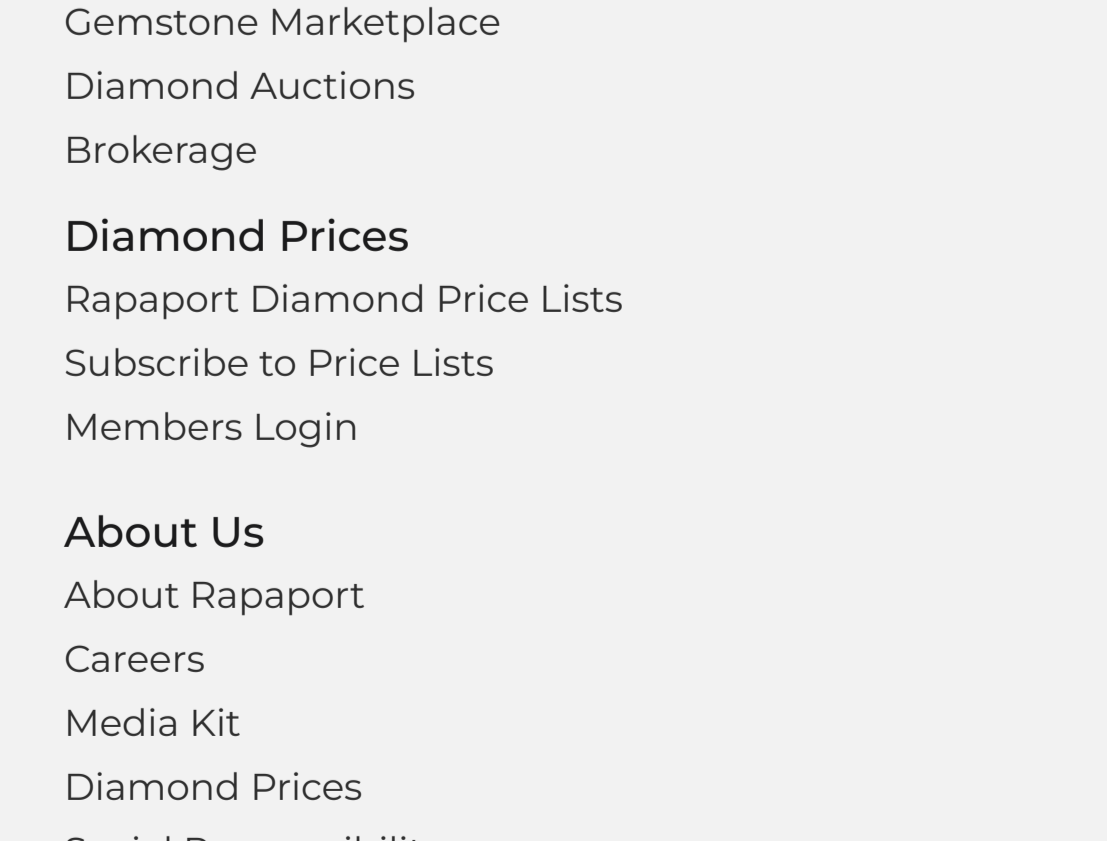 Gemstone Marketplace
Diamond Auctions
Brokerage
Diamond Prices
Rapaport Diamond Price Lists
Subscribe to Price Lists
Members Login
About Us
About Rapaport
Careers
Media Kit
Diamond Prices